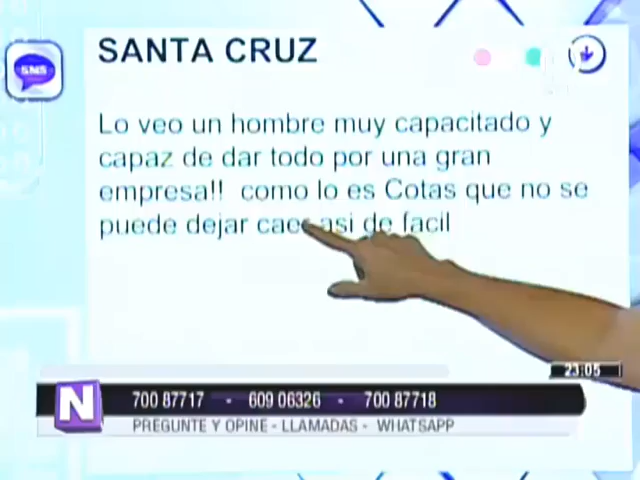 SANTA CRUZ
SMS
Lo veo un hombre muy capacitado y
capaz de dar todo por una gran
empresa!! como lo es Cotas que no se
puede dejar caer asi de facil
23:05
N
700 87717 - 609 06326 - 700 87718
PREGUNTE Y OPINE - LLAMADAS - WHATSAPP